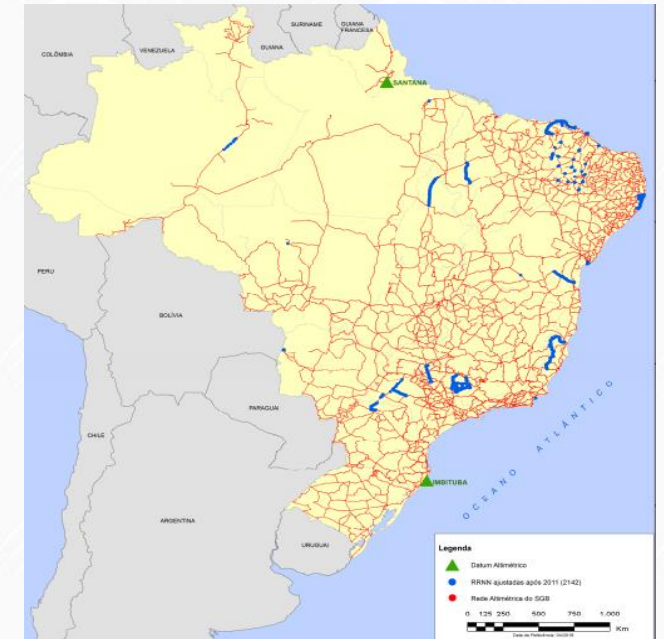 SURINAME
GUIANA
FRANCESA
VENEZUELA
GUIANA
COLÔMBIA
SANTANA
PERU
BOLÍVIA
PARAGUAI
CHILE
IMBITUBA
OCEANO ATLÂNTICO
ARGENTINA
URUGUAI
Legenda
Datum Altimétrico
RRNN ajustadas após 2011 (2142)
Rede Altimétrica do SGB
0 125 250 500 750 1.000
Km